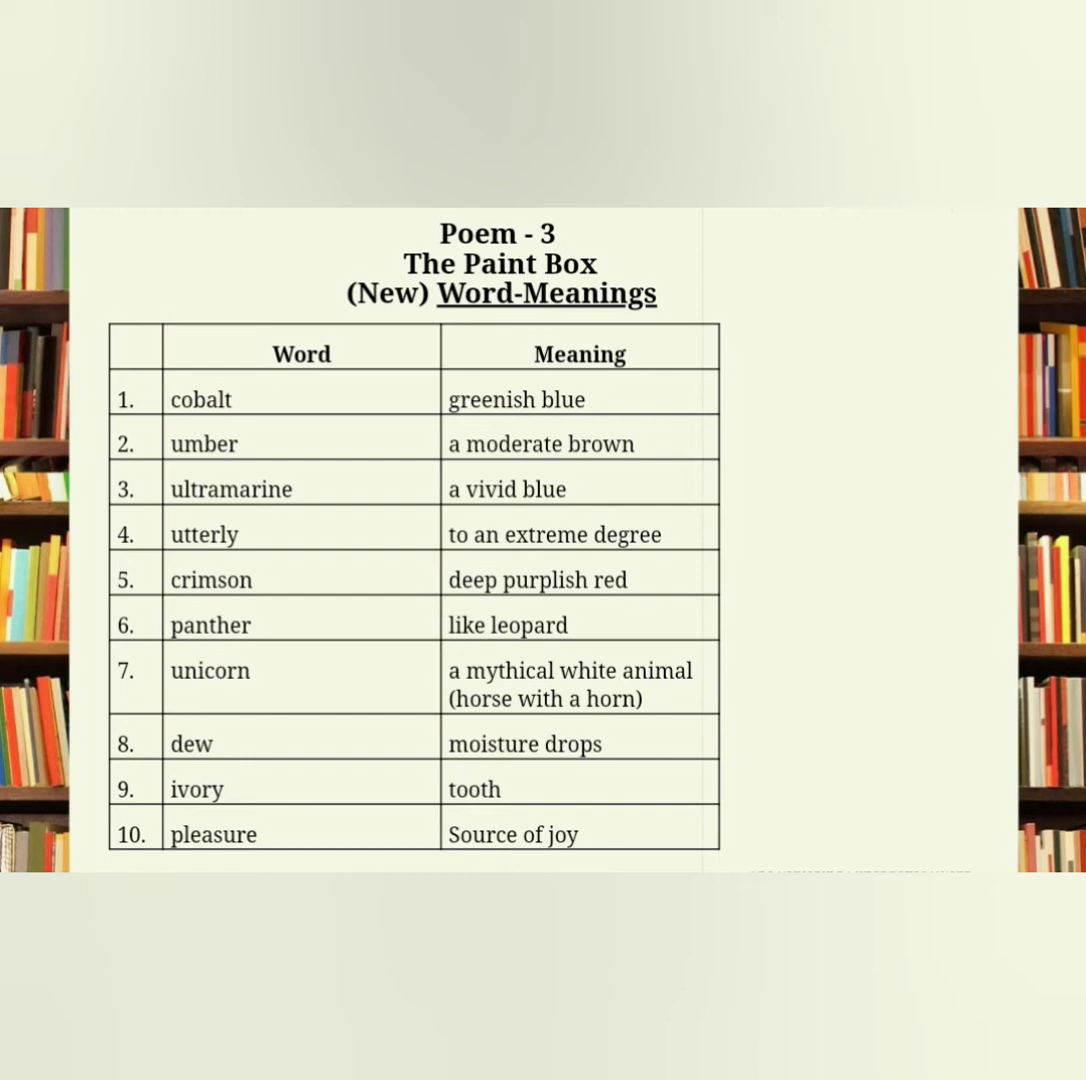 Poem - 3
The Paint Box
(New) Word-Meanings
Word Meaning
1. cobalt greenish blue
2. umber a moderate brown
3. ultramarine a vivid blue
4. utterly to an extreme degree
5. crimson deep purplish red
6. panther like leopard
7. unicorn a mythical white animal
(horse with a horn)
8. dew moisture drops
9. ivory tooth
10. pleasure Source of joy